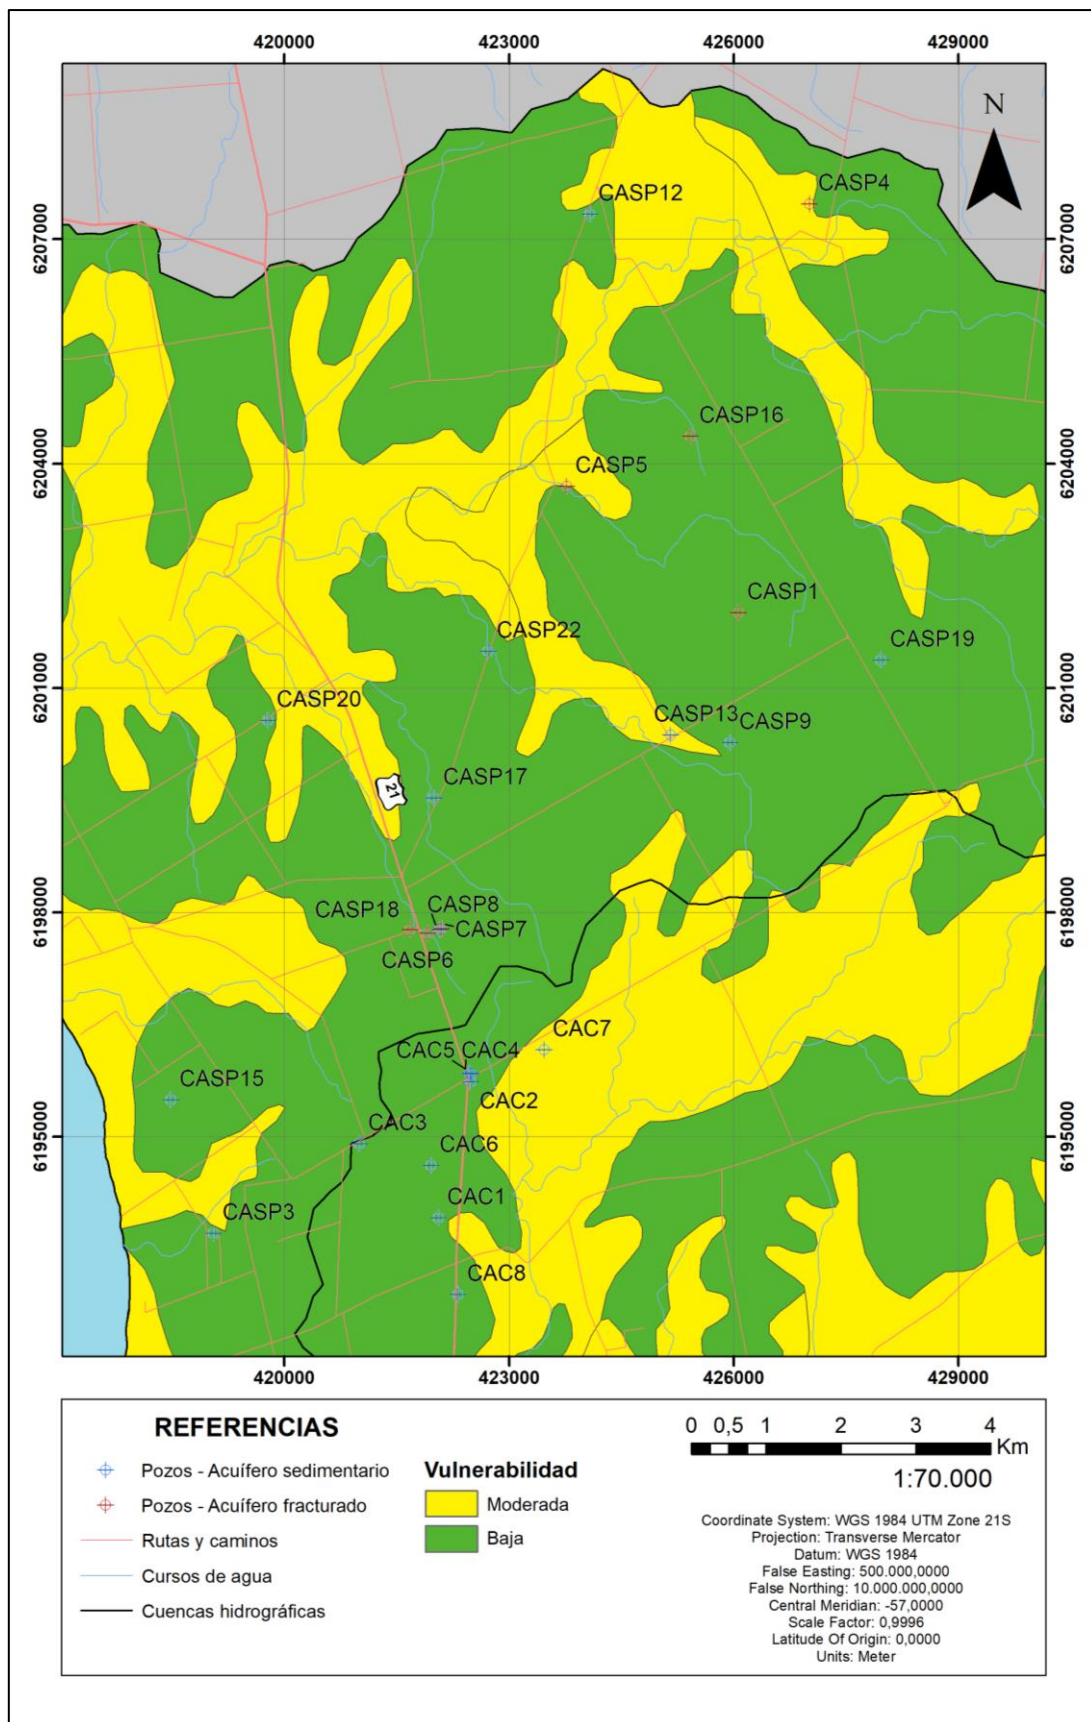 420000 423000 426000 429000
N
CASP4
CASP12
6207000 6207000
CASP16
CASP5
6204000 6204000
CASP1
CASP22
CASP19
6201000 6201000
CASP20
CASP13
CASP9
CASP17
21
CASP8
CASP18
CASP7
6198000 6198000
CASP6
CAC7
CAC5 CAC4
CASP15
CAC2
CAC3
CAC6
6195000 6195000
CAC1
CASP3
CAC8
420000 423000 426000 429000
REFERENCIAS
Pozos - Acuífero sedimentario
Pozos - Acuífero fracturado
Rutas y caminos
Cursos de agua
Cuencas hidrográficas
Vulnerabilidad
Moderada
Baja
0 0,5 1 2 3 4
Km
1:70.000
Coordinate System: WGS 1984 UTM Zone 21S
Projection: Transverse Mercator
Datum: WGS 1984
False Easting: 500.000,0000
False Northing: 10.000.000,0000
Central Meridian: -57,0000
Scale Factor: 0,9996
Latitude Of Origin: 0,0000
Units: Meter